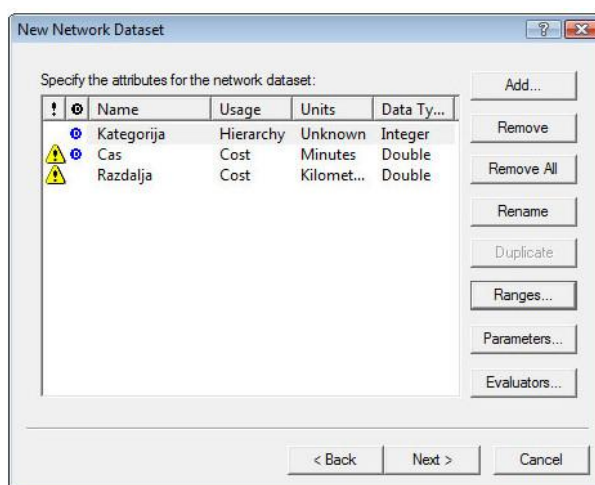 New Network Dataset
Specify the attributes for the network dataset:
! Name Usage Units Data Ty...
Kategorija Hierarchy Unknown Integer
Cas Cost Minutes Double
Razdalja Cost Kilomet... Double
Add...
Remove
Remove All
Rename
Duplicate
Ranges...
Parameters...
Evaluators...
< Back Next > Cancel